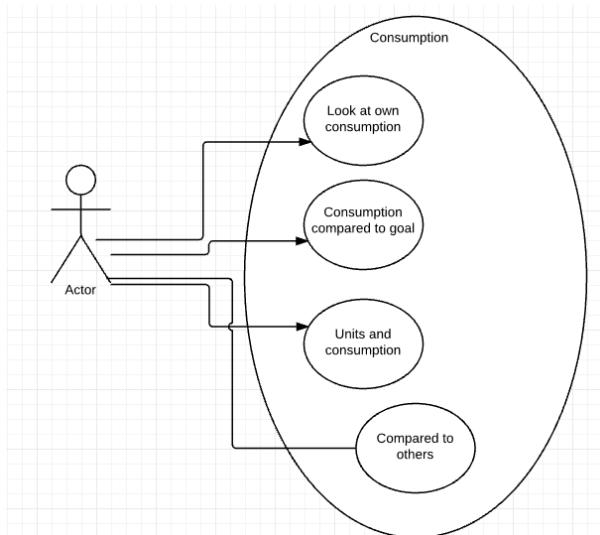 Consumption
Look at own
consumption
Consumption
compared to goal
Actor
Units and
consumption
Compared to
others